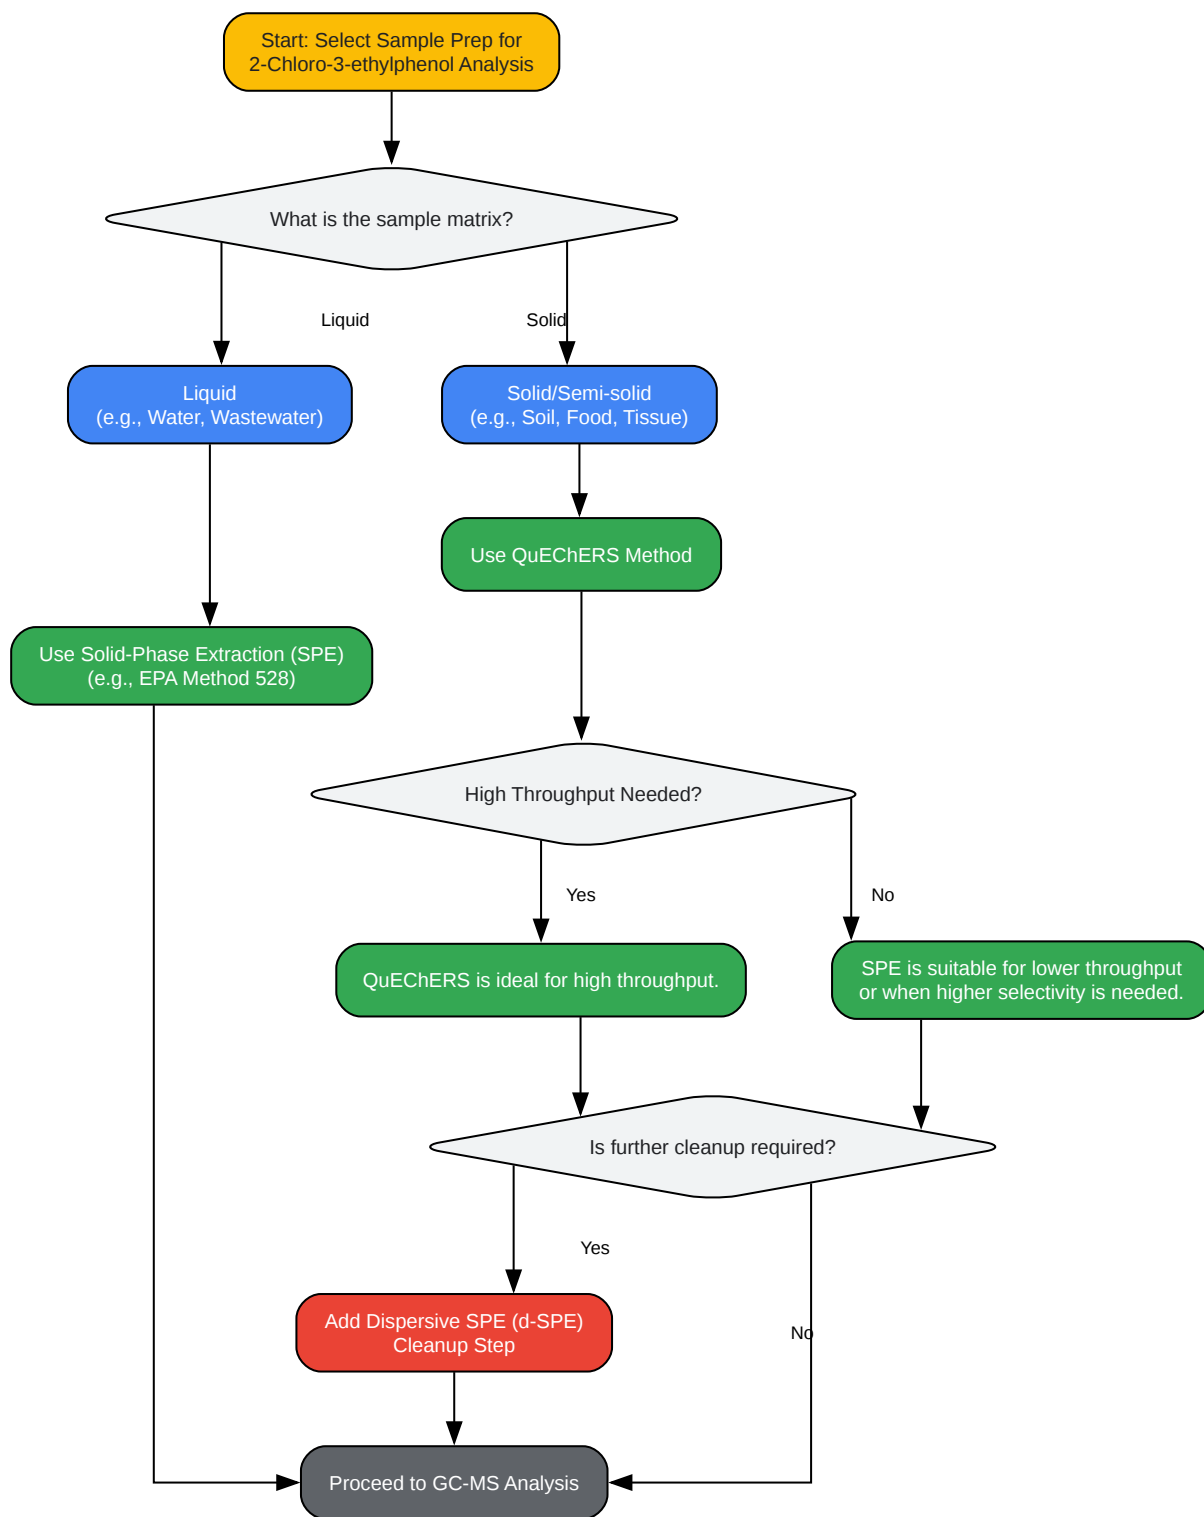 Start: Select Sample Prep for
2-Chloro-3-ethylphenol Analysis
What is the sample matrix?
Liquid
Solid
Liquid
(e.g., Water, Wastewater)
Solid/Semi-solid
(e.g., Soil, Food, Tissue)
Use QuEChERS Method
Use Solid-Phase Extraction (SPE)
(e.g., EPA Method 528)
High Throughput Needed?
Yes
No
QuEChERS is ideal for high throughput.
SPE is suitable for lower throughput
or when higher selectivity is needed.
Is further cleanup required?
Yes
Add Dispersive SPE (d-SPE)
Cleanup Step
No
Proceed to GC-MS Analysis